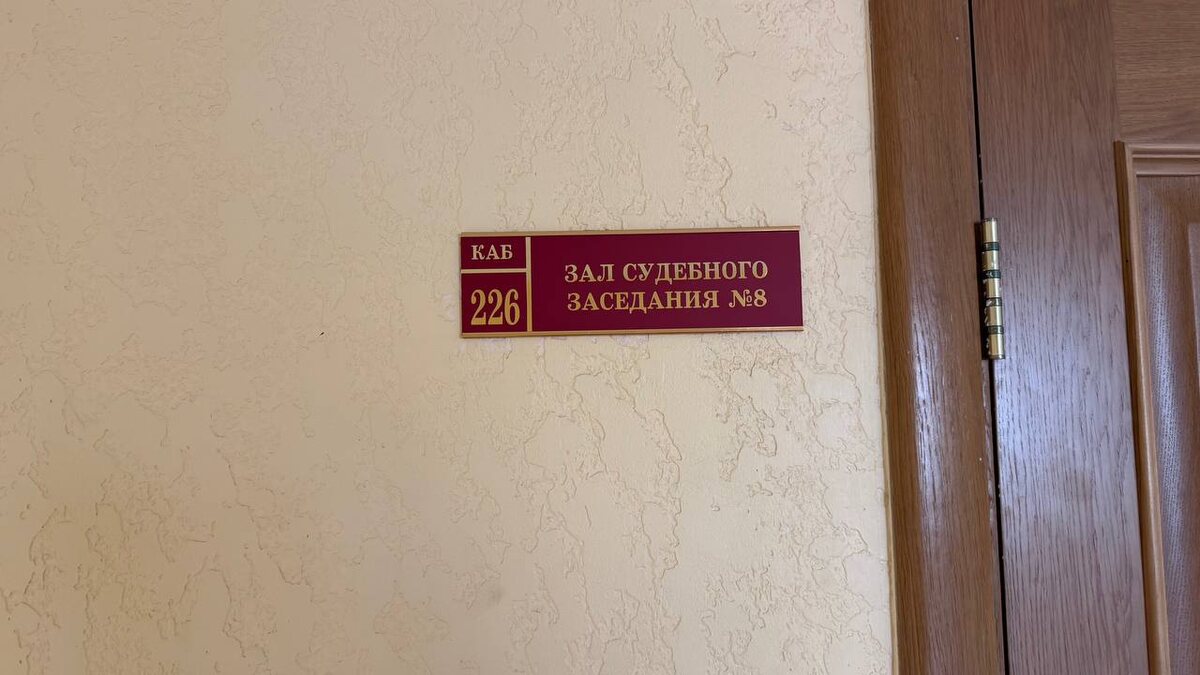 КАБ
226
ЗАЛ СУДЕБНОГО
ЗАСЕДАНИЯ №8